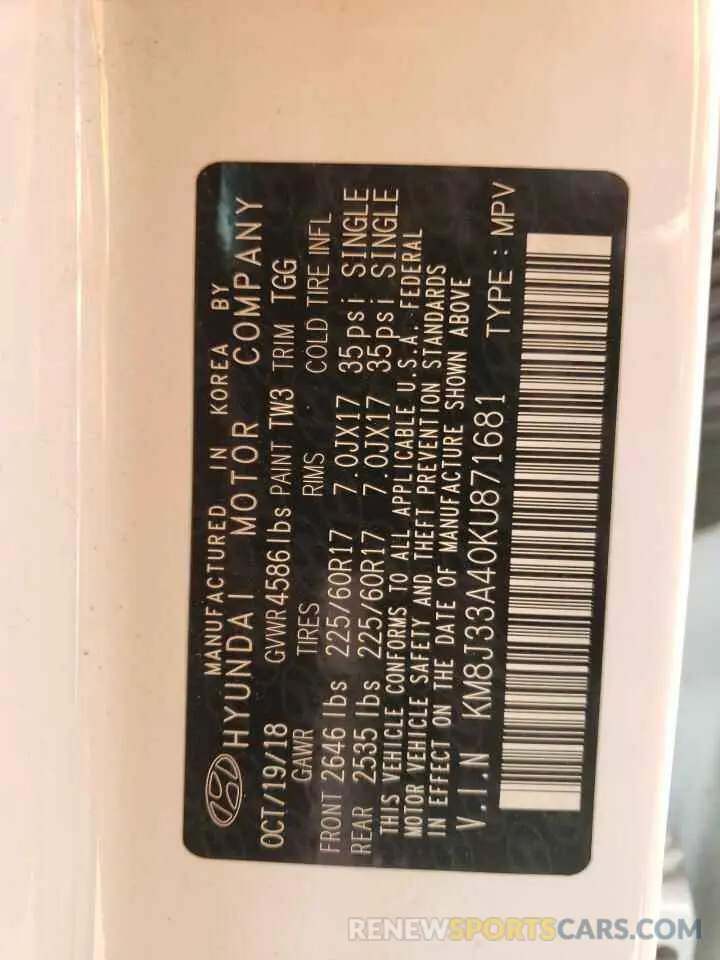 MANUFACTURED IN KOREA BY
HYUNDAI MOTOR COMPANY
OCT/19/18 GVWR 4586 lbs PAINT TW3 TRIM TGG
GAWR TIRES RIMS COLD TIRE INFL
FRONT 2646 lbs 225/60R17 7.0JX17 35psi SINGLE
REAR 2535 lbs 225/60R17 7.0JX17 35psi SINGLE
THIS VEHICLE CONFORMS TO ALL APPLICABLE U.S.A. FEDERAL
MOTOR VEHICLE SAFETY AND THEFT PREVENTION STANDARDS
IN EFFECT ON THE DATE OF MANUFACTURE SHOWN ABOVE
V.I.N KM8J33A40KU871681 TYPE : MPV
RENEWSPORTSCARS.COM